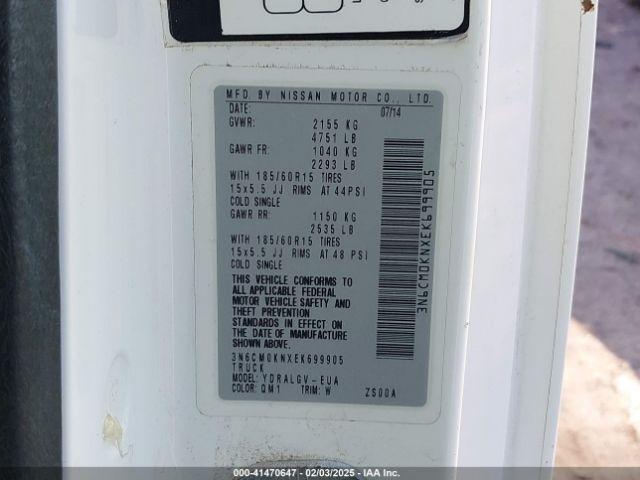 MFD. BY NISSAN MOTOR CO., LTD.
DATE: 07/14
GVWR: 2155 KG
4751 LB
GAWR FR: 1040 KG
2293 LB
WITH 185/60R15 TIRES
15x5.5 JJ RIMS AT 44PSI
COLD SINGLE
GAWR RR: 1150 KG
2535 LB
WITH 185/60R15 TIRES
15x5.5 JJ RIMS AT 48 PSI
COLD SINGLE
THIS VEHICLE CONFORMS TO
ALL APPLICABLE FEDERAL
MOTOR VEHICLE SAFETY AND
THEFT PREVENTION
STANDARDS IN EFFECT ON
THE DATE OF MANUFACTURE
SHOWN ABOVE.
3N6CM0KNXEK699905
TRUCK
MODEL: YDRALGV-EUA
COLOR: QM1 TRIM: W ZS00A
3N6CM0KNXEK699905
000-41470647 - 02/03/2025 - IAA Inc.